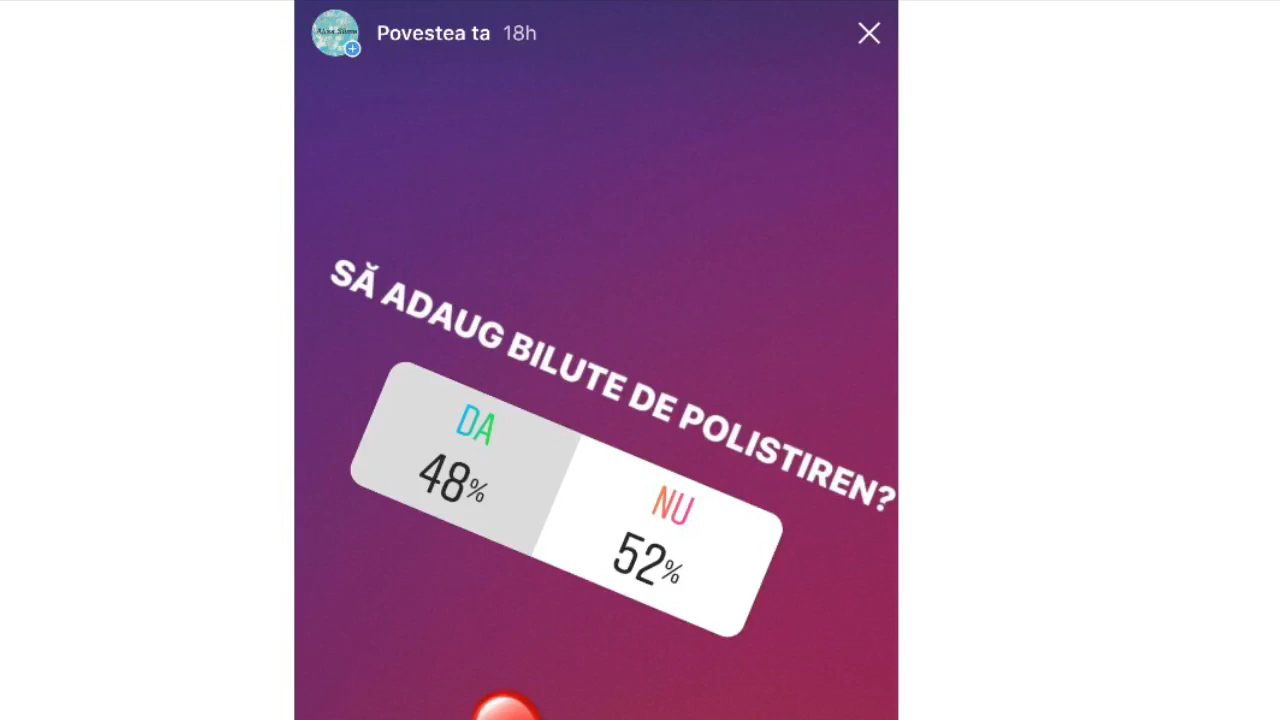 Povestea ta 18h
SĂ ADAUG BILUTE DE POLISTIREN?
DA
48%
NU
52%